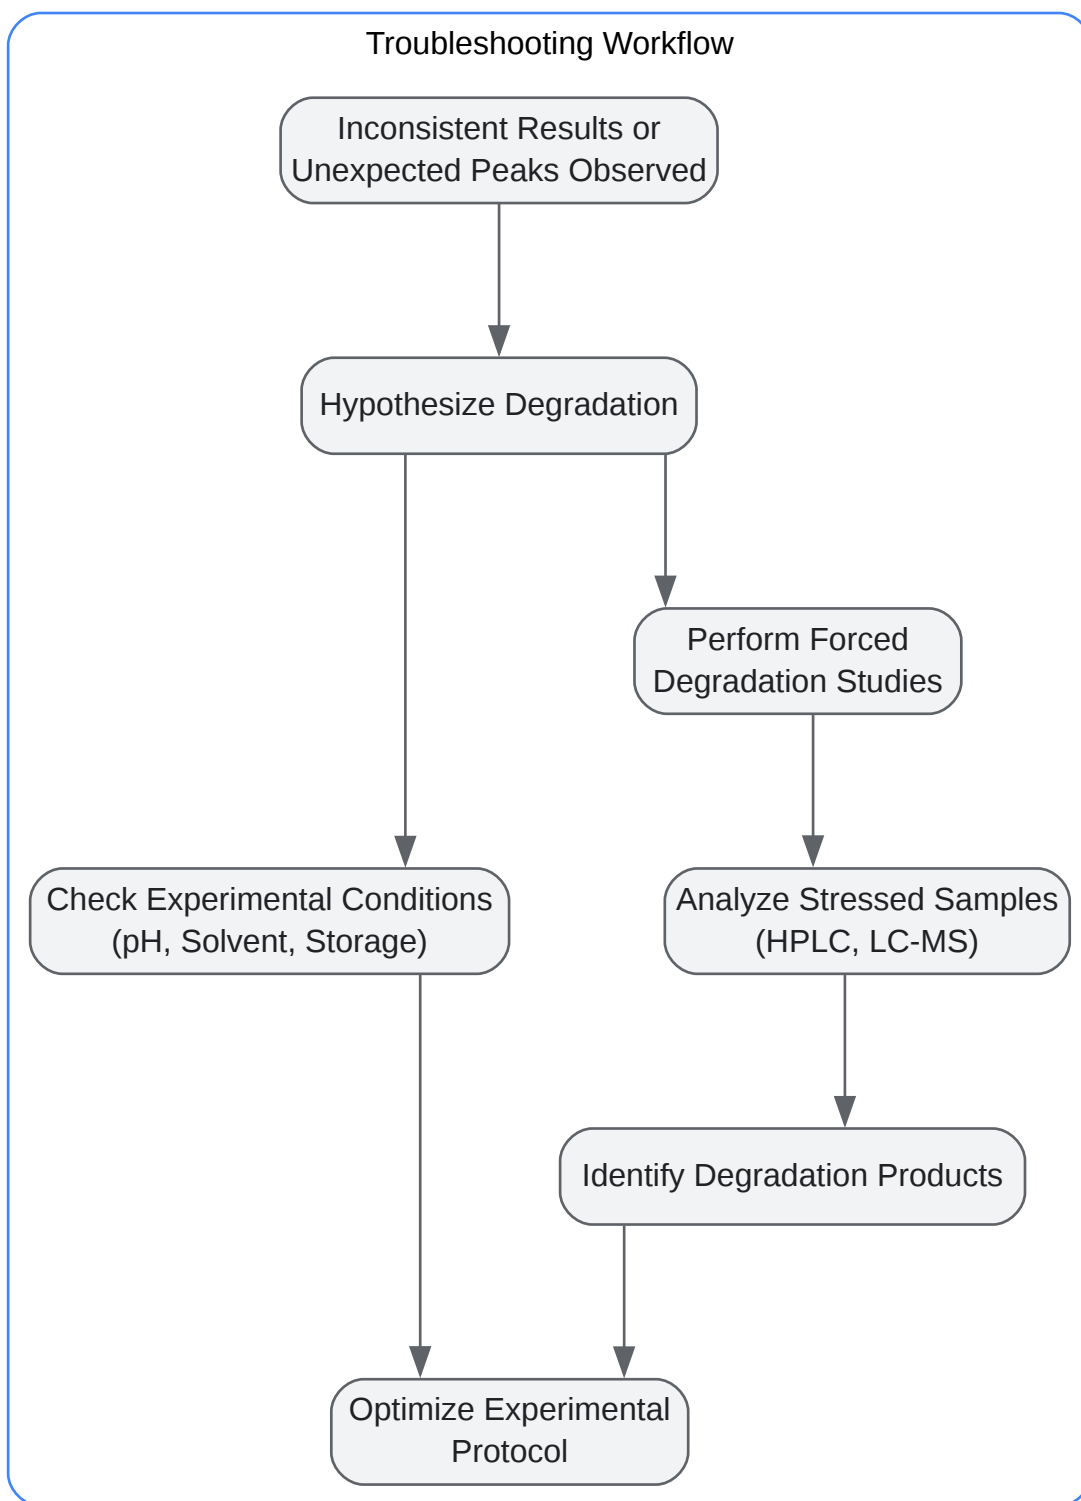 Troubleshooting Workflow
Inconsistent Results or
Unexpected Peaks Observed
Hypothesize Degradation
Perform Forced
Degradation Studies
Check Experimental Conditions
(pH, Solvent, Storage)
Analyze Stressed Samples
(HPLC, LC-MS)
Identify Degradation Products
Optimize Experimental
Protocol